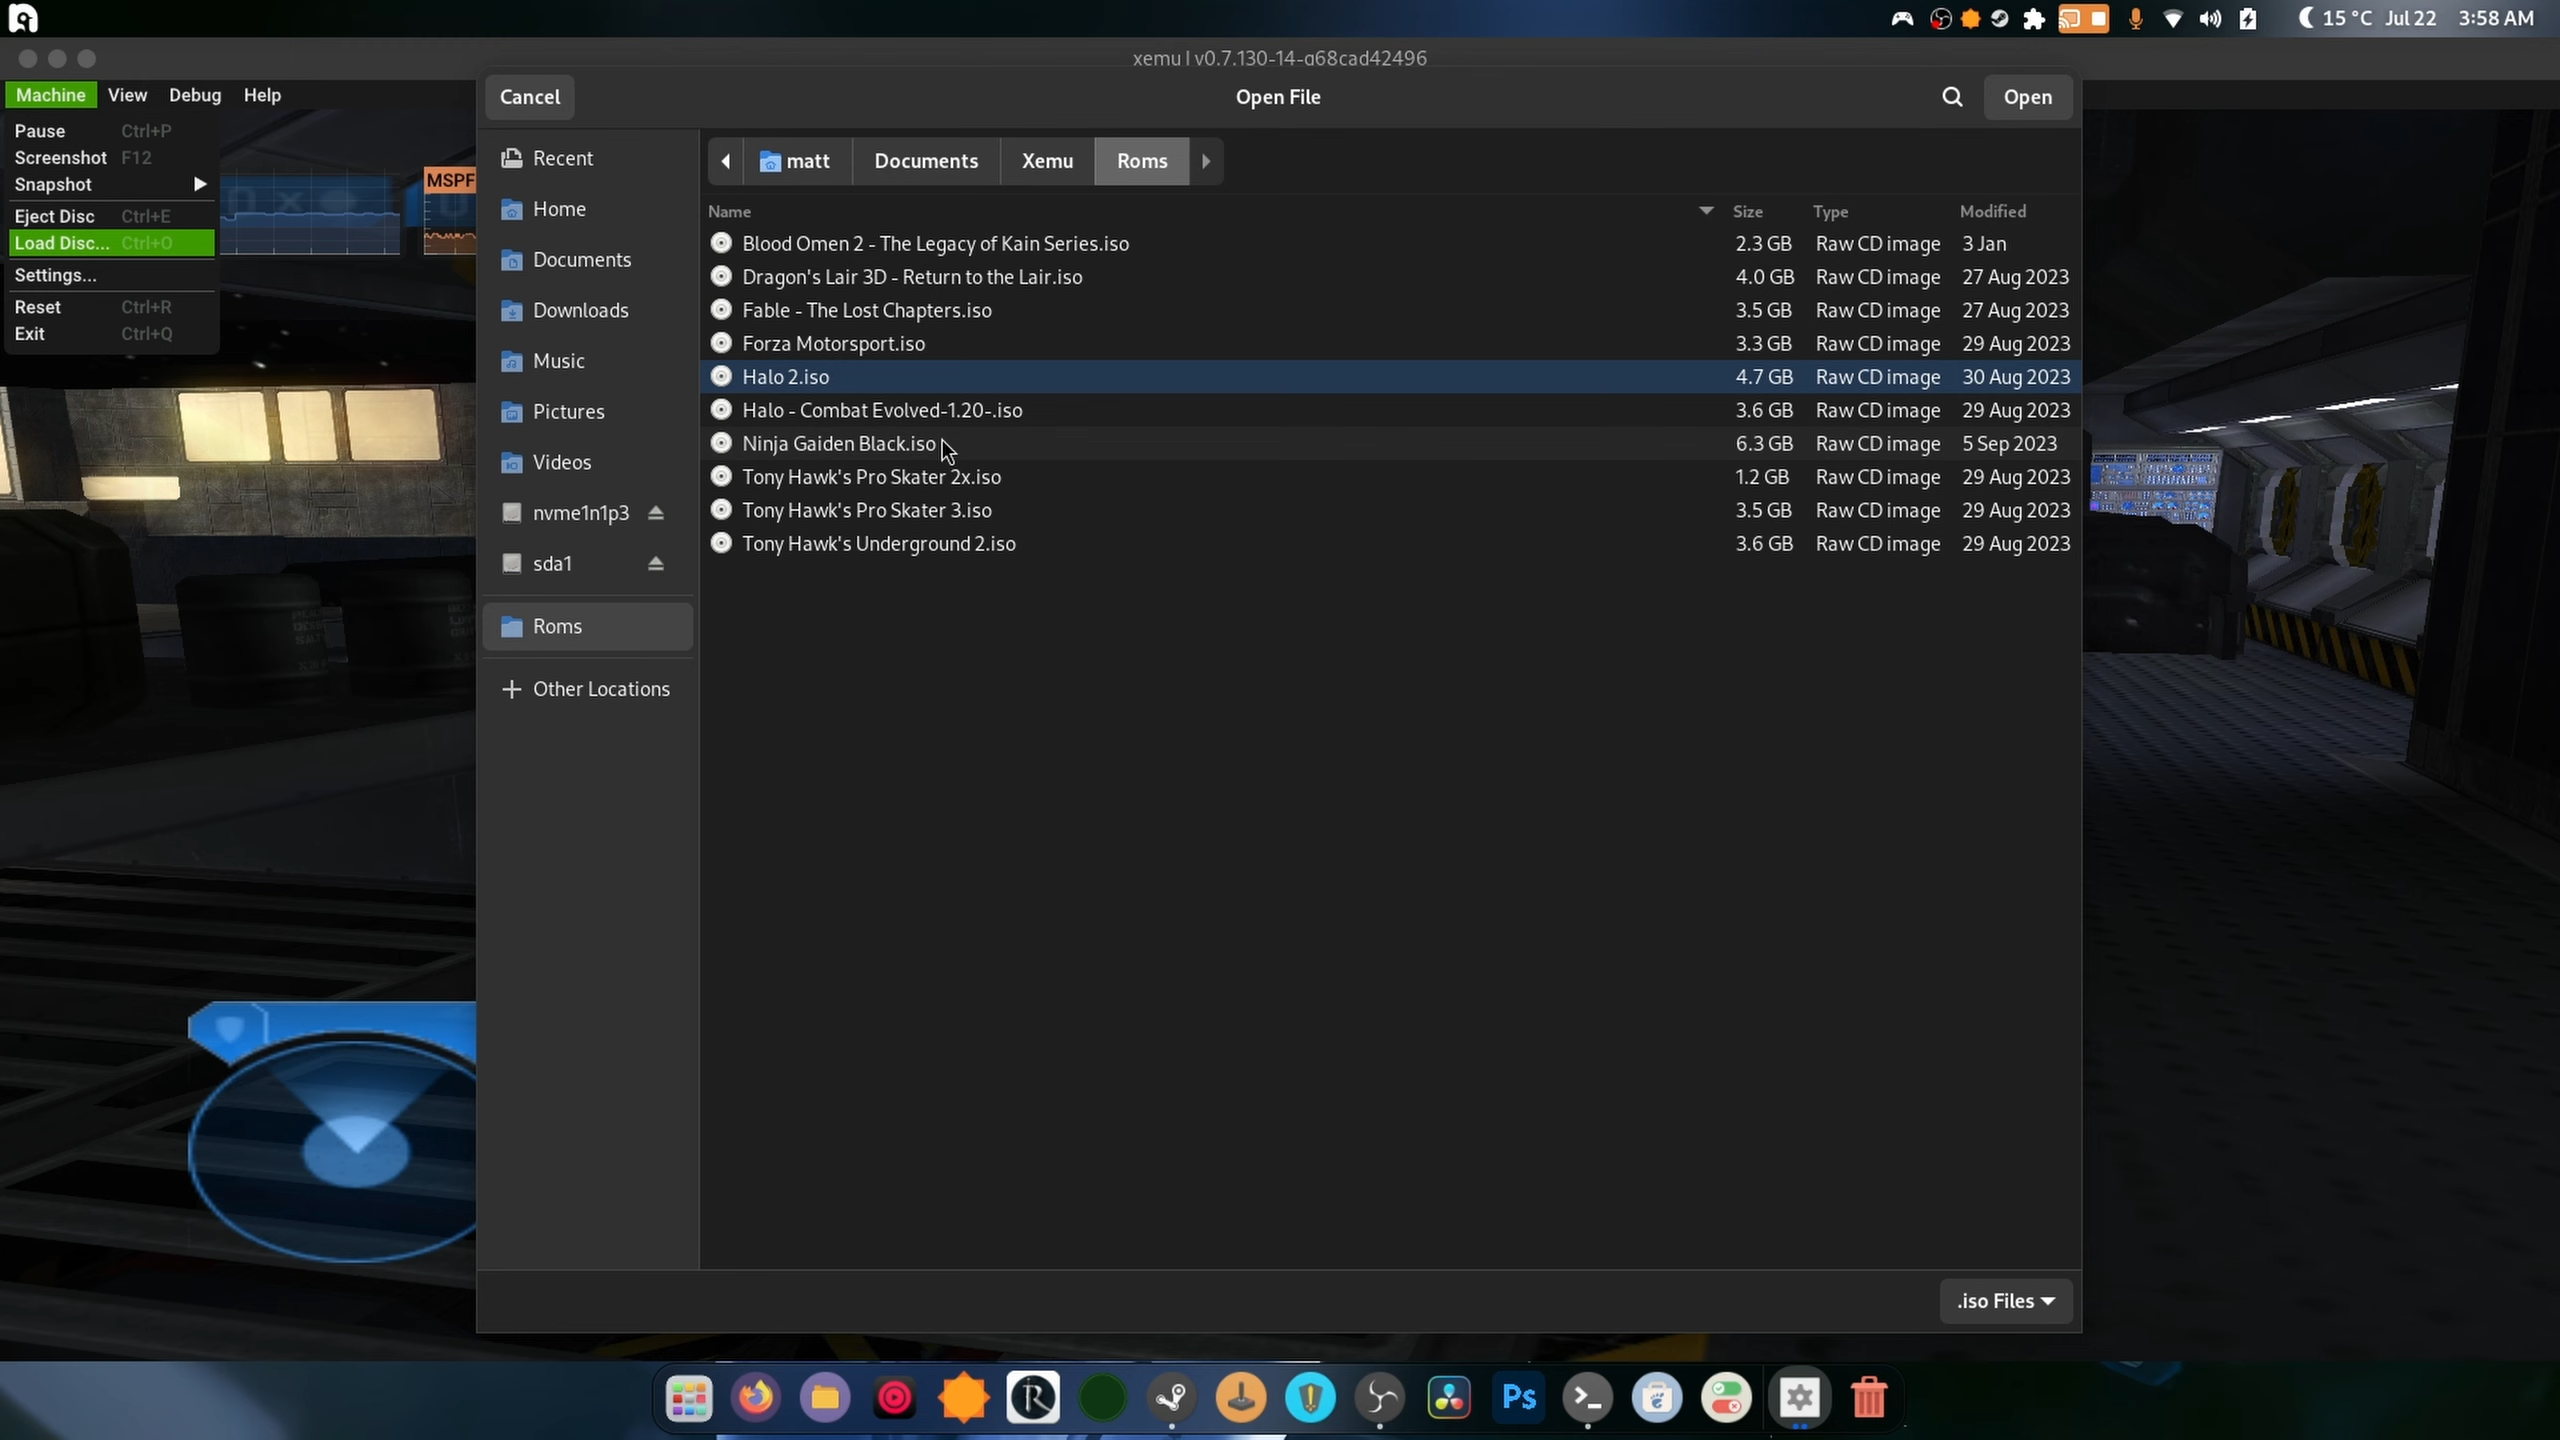 15 °C Jul 22 3:58 AM
xemu | v0.7.130-14-g68cad42496
Machine View Debug Help
Cancel Open File Open
Pause Ctrl+P
Screenshot F12
Snapshot
Eject Disc Ctrl+E
Load Disc... Ctrl+O
Settings...
Reset Ctrl+R
Exit Ctrl+Q
MSPF
Recent
Home
Documents
Downloads
Music
Pictures
Videos
nvme1n1p3
sda1
Roms
Other Locations
matt Documents Xemu Roms
Name Size Type Modified
Blood Omen 2 - The Legacy of Kain Series.iso 2.3 GB Raw CD image 3 Jan
Dragon's Lair 3D - Return to the Lair.iso 4.0 GB Raw CD image 27 Aug 2023
Fable - The Lost Chapters.iso 3.5 GB Raw CD image 27 Aug 2023
Forza Motorsport.iso 3.3 GB Raw CD image 29 Aug 2023
Halo 2.iso 4.7 GB Raw CD image 30 Aug 2023
Halo - Combat Evolved-1.20-.iso 3.6 GB Raw CD image 29 Aug 2023
Ninja Gaiden Black.iso 6.3 GB Raw CD image 5 Sep 2023
Tony Hawk's Pro Skater 2x.iso 1.2 GB Raw CD image 29 Aug 2023
Tony Hawk's Pro Skater 3.iso 3.5 GB Raw CD image 29 Aug 2023
Tony Hawk's Underground 2.iso 3.6 GB Raw CD image 29 Aug 2023
.iso Files
R
Ps